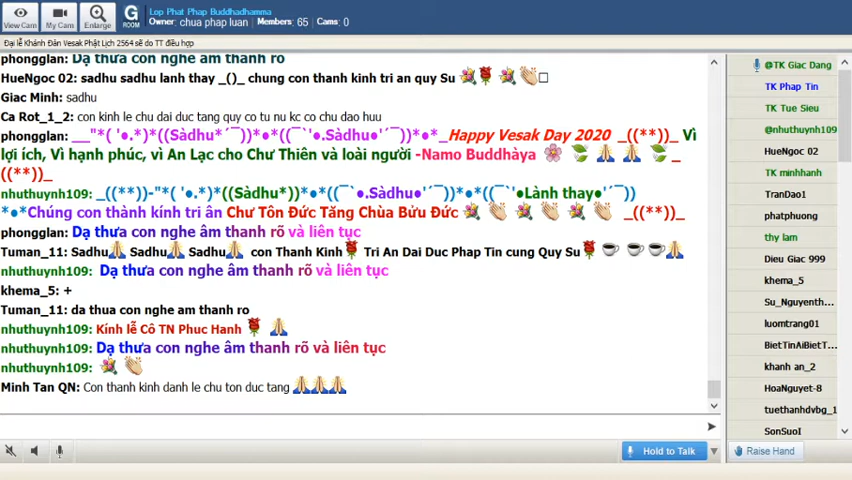 View Cam
My Cam
Enlarge
G
ROOM
Lop Phat Phap Buddhadhamma
Owner: chua phap luan Members: 65 Cams: 0
Đại lễ Khánh Đản Vesak Phật Lịch 2564 sẽ do TT điều hợp
phongglan: Dạ thưa con nghe am thanh ro
HueNgoc 02: sadhu sadhu lanh thay _()_ chung con thanh kinh tri an quy Su
Giac Minh: sadhu
Ca Rot_1_2: con kinh le chu dai duc tang quy co tu nu kc co chu dao huu
phongglan: __"*( '●.*)*((Sàdhu*´¯))*●*((¯`'●.Sàdhu●'´¯))*●*_Happy Vesak Day 2020 _((**))_ Vì
lợi ích, Vì hạnh phúc, vì An Lạc cho Chư Thiên và loài người -Namo Buddhàya _
((**))_
nhuthuynh109: _((**))-"*( '●.*)*((Sàdhu*))*●*((¯`●.Sàdhu●'´¯))*●*((¯`'●Lành thay●'´¯))
*●*Chúng con thành kính tri ân Chư Tôn Đức Tăng Chùa Bửu Đức _((**))_
phongglan: Dạ thưa con nghe âm thanh rõ và liên tục
Tuman_11: Sadhu Sadhu Sadhu con Thanh Kinh Tri An Dai Duc Phap Tin cung Quy Su
nhuthuynh109: Dạ thưa con nghe âm thanh rõ và liên tục
khema_5: +
Tuman_11: da thua con nghe am thanh ro
nhuthuynh109: Kính lễ Cô TN Phuc Hanh
nhuthuynh109: Dạ thưa con nghe âm thanh rõ và liên tục
nhuthuynh109:
Minh Tan QN: Con thanh kinh danh le chu ton duc tang
@TK Giac Dang
TK Phap Tin
TK Tue Sieu
@nhuthuynh109
HueNgoc 02
TK minhhanh
TranDao1
phatphuong
thy lam
Dieu Giac 999
khema_5
Su_Nguyenth...
luomtrang01
BietTinAiBietT...
khanh an_2
HoaNguyet-8
tuethanhdvbg_1
SonSuoI
Hold to Talk
Raise Hand